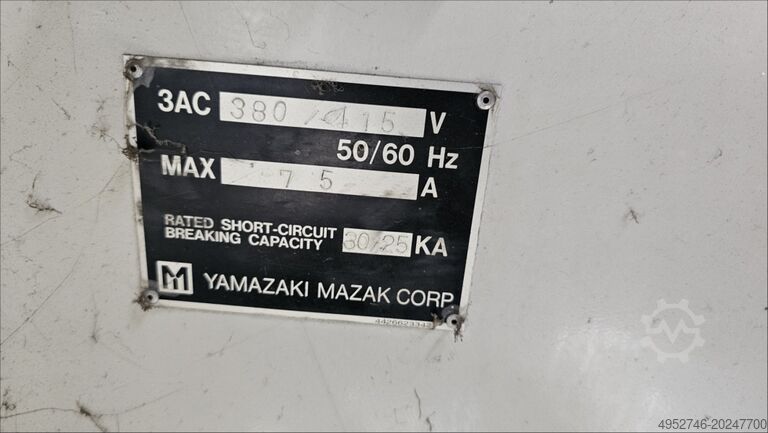 3AC 380/415 V
50/60 Hz
MAX 75 A
RATED SHORT-CIRCUIT
BREAKING CAPACITY 30/25 KA
YAMAZAKI MAZAK CORP
4952746-20247700